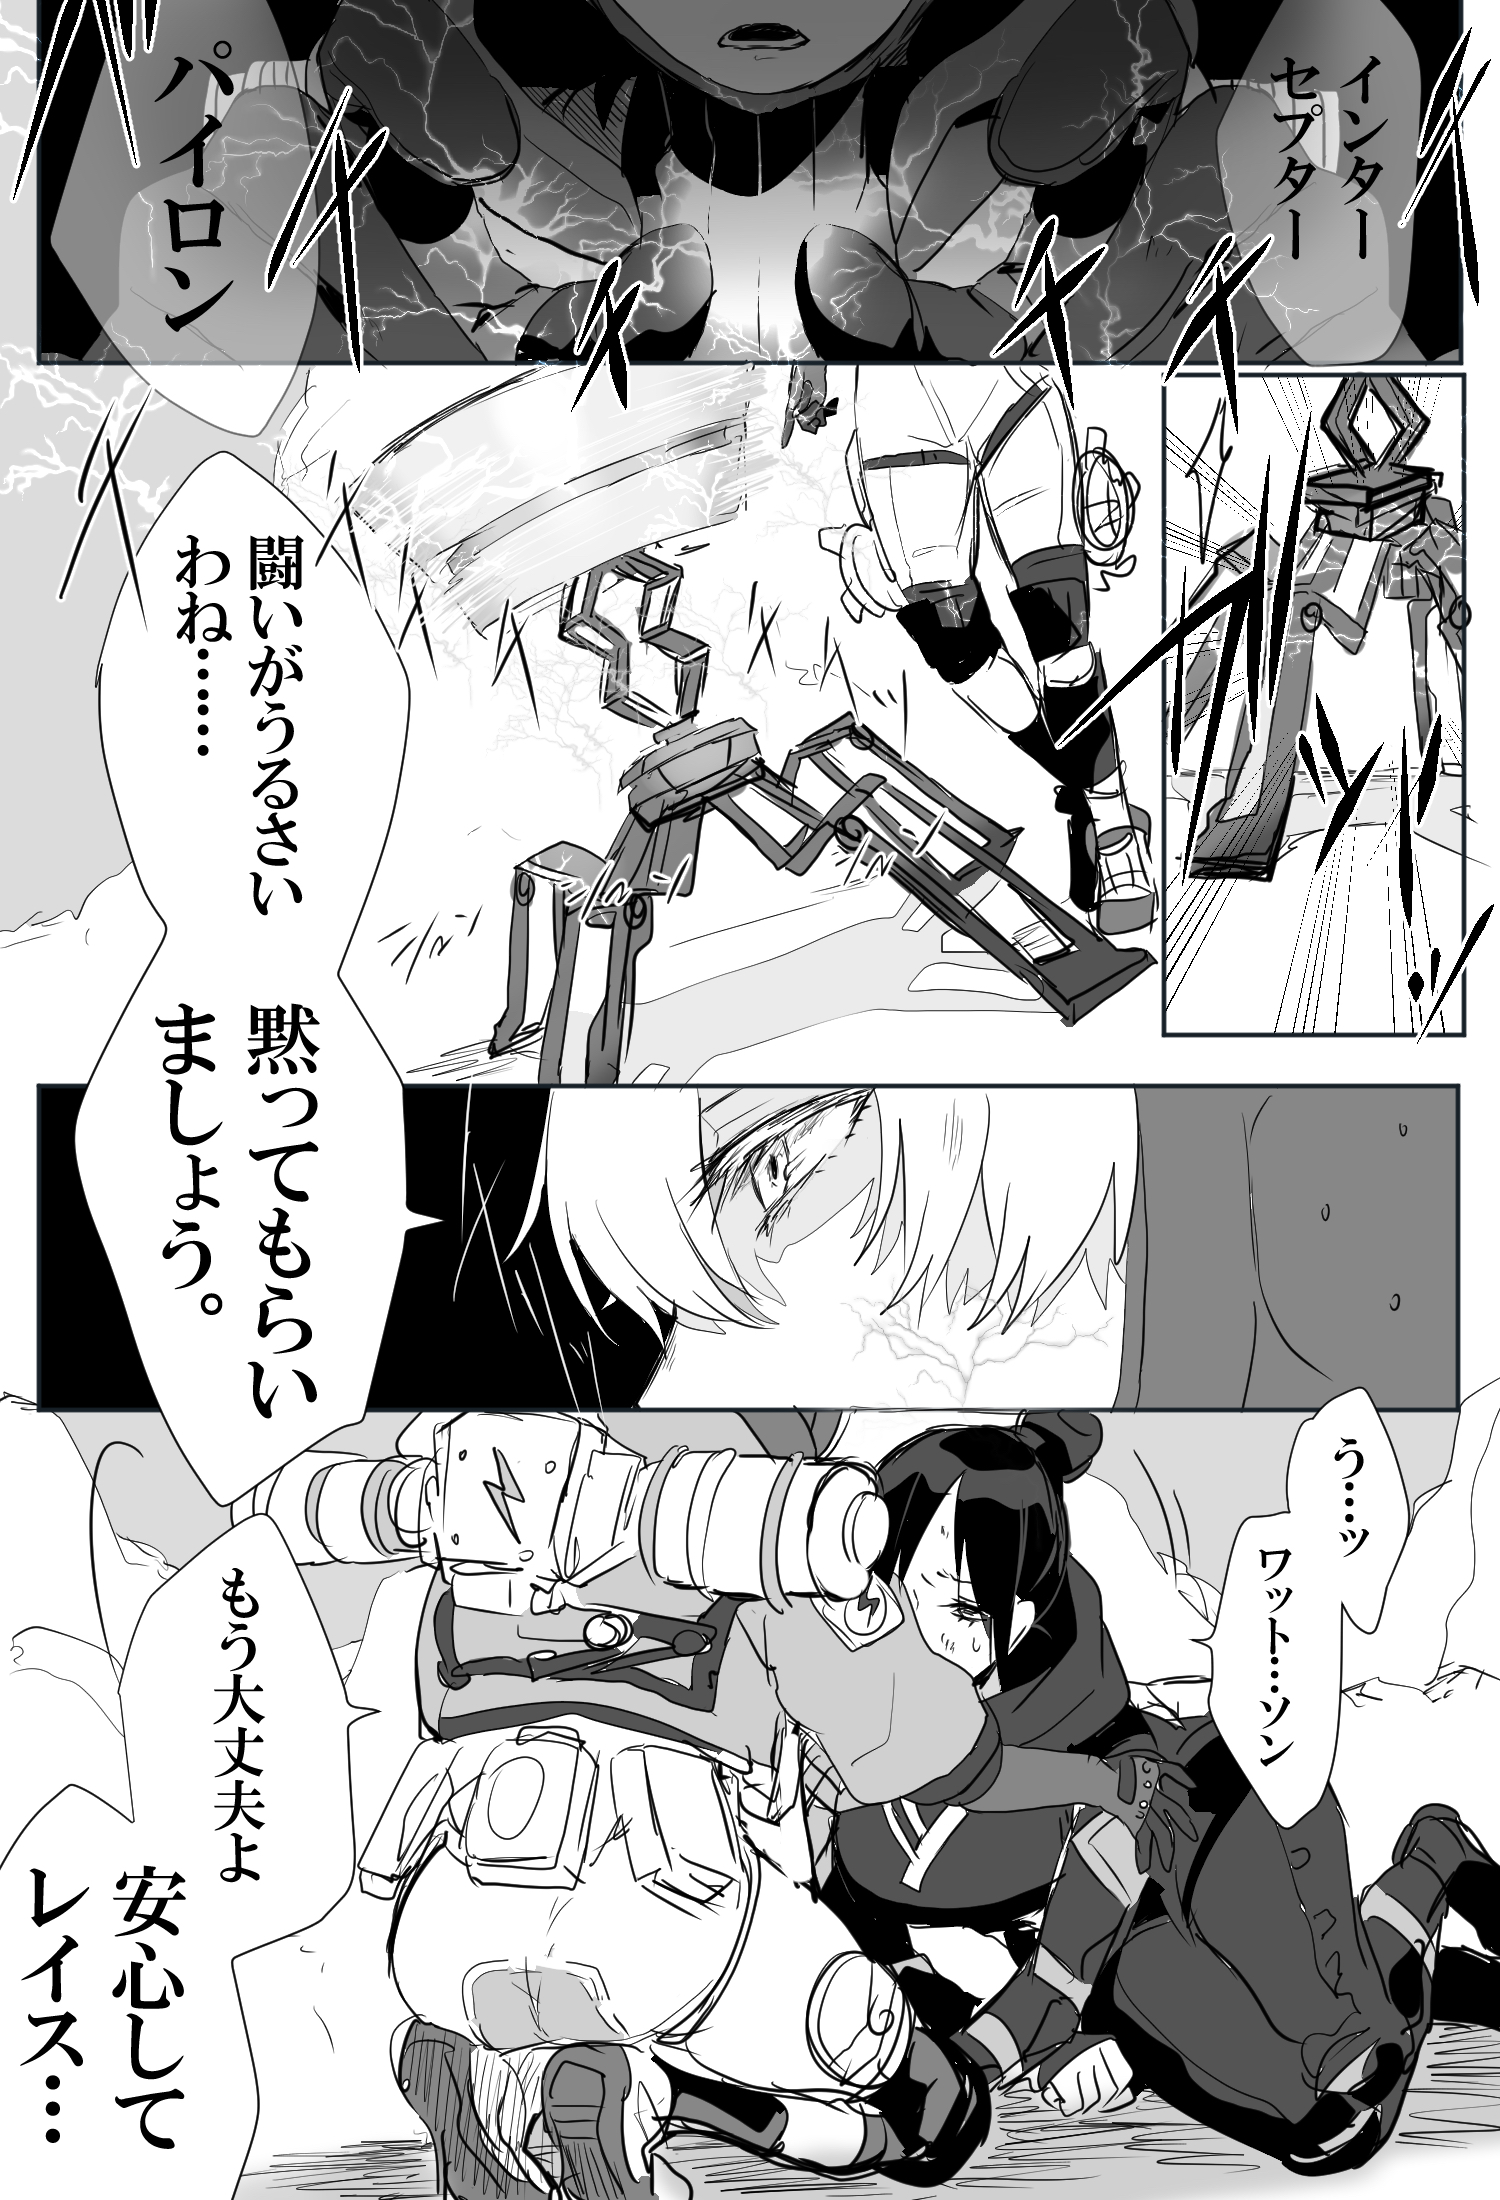 インター
セプター
パイロン
闘いがうるさい
わね……
黙ってもらい
ましょう。
う…ッ
ワット…ソン
もう大丈夫よ
安心して
レイス…